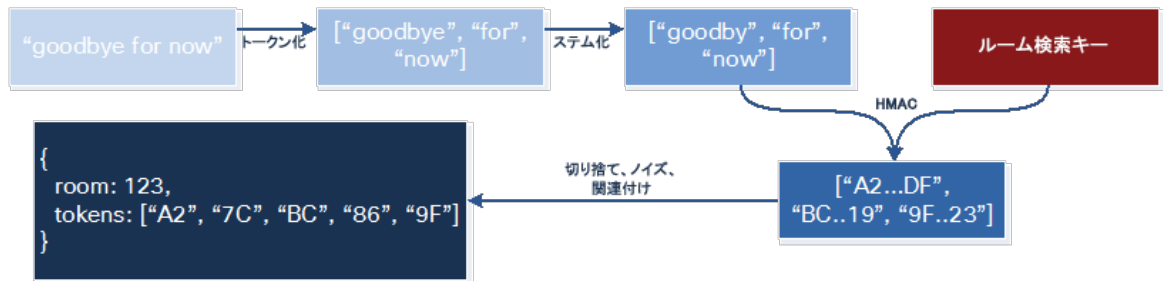 “goodbye for now”
トークン化
[“goodbye”, “for”,
“now”]
ステム化
[“goodby”, “for”,
“now”]
ルーム検索キー
HMAC
[“A2...DF”,
“BC..19”, “9F..23”]
切り捨て、ノイズ、
関連付け
{
room: 123,
tokens: [“A2”, “7C”, “BC”, “86”, “9F”]
}